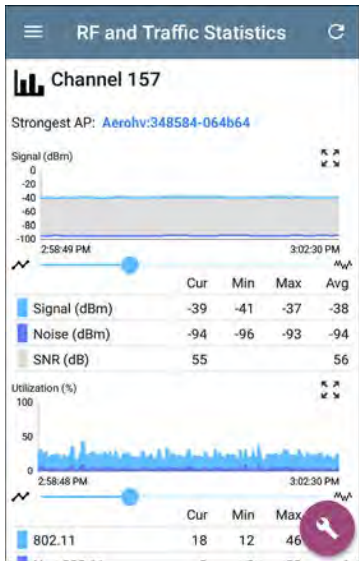 RF and Traffic Statistics
Channel 157
Strongest AP: Aerohv:348584-064b64
Signal (dBm)
0
-20
-40
-60
-80
-100
2:58:49 PM 3:02:30 PM
Cur Min Max Avg
Signal (dBm) -39 -41 -37 -38
Noise (dBm) -94 -96 -93 -94
SNR (dB) 55 56
Utilization (%)
100
50
0
2:58:48 PM 3:02:30 PM
Cur Min Max
802.11 18 12 46